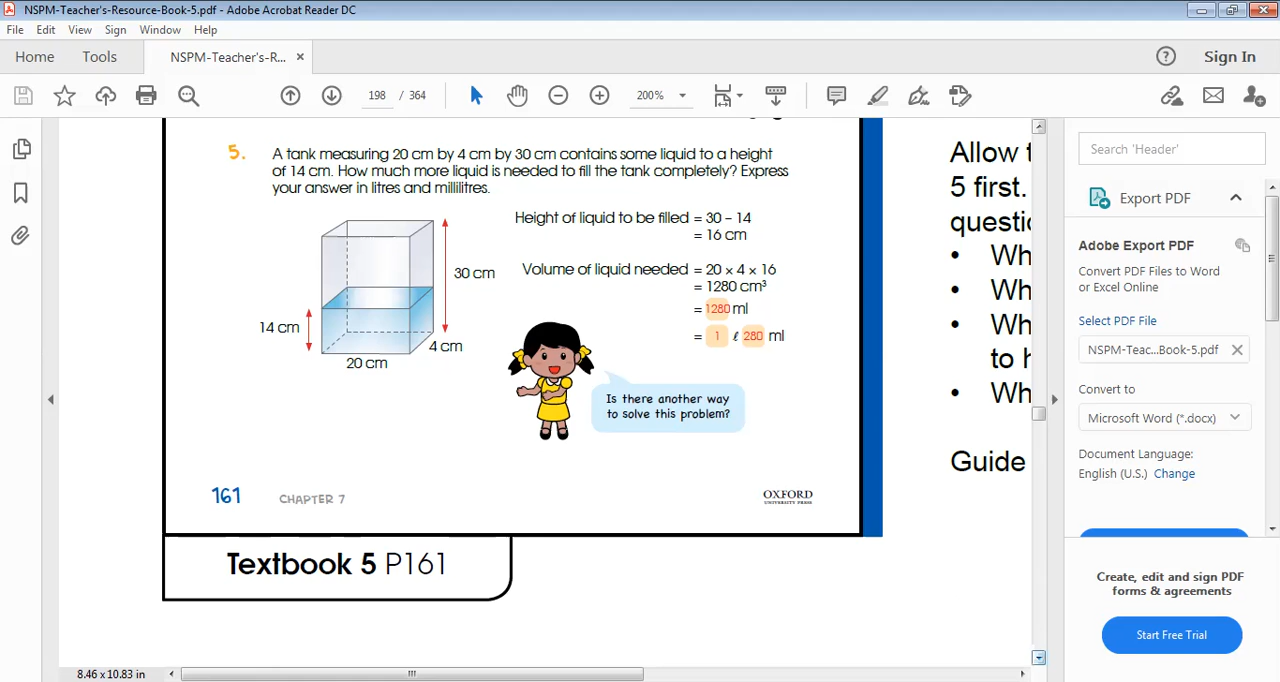 NSPM-Teacher's-Resource-Book-5.pdf - Adobe Acrobat Reader DC
File Edit View Sign Window Help
Home Tools NSPM-Teacher's-R... × Sign In
198 / 364 200%
5. A tank measuring 20 cm by 4 cm by 30 cm contains some liquid to a height
of 14 cm. How much more liquid is needed to fill the tank completely? Express
your answer in litres and millilitres.
Height of liquid to be filled = 30 – 14
= 16 cm
Volume of liquid needed = 20 × 4 × 16
= 1280 cm³
= 1280 ml
= 1 ℓ 280 ml
30 cm
14 cm
4 cm
20 cm
Is there another way
to solve this problem?
161 CHAPTER 7
OXFORD
UNIVERSITY PRESS
Textbook 5 P161
Allow
5 first.
questio
• Wh
• Wh
• Wh
to h
• Wh
Guide
Search 'Header'
Export PDF
Adobe Export PDF
Convert PDF Files to Word
or Excel Online
Select PDF File
NSPM-Teac...Book-5.pdf
Convert to
Microsoft Word (*.docx)
Document Language:
English (U.S.) Change
Create, edit and sign PDF
forms & agreements
Start Free Trial
8.46 x 10.83 in